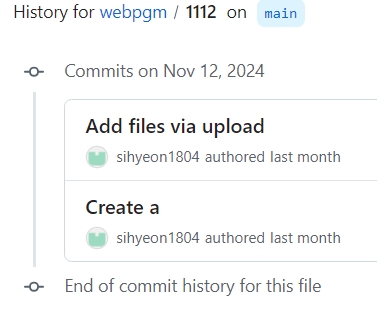 History for webpgm / 1112 on main
Commits on Nov 12, 2024
Add files via upload
sihyeon1804 authored last month
Create a
sihyeon1804 authored last month
End of commit history for this file